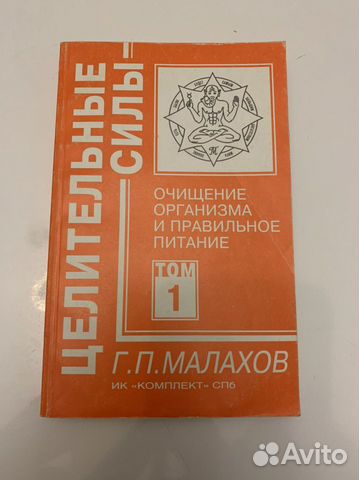 ЦЕЛИТЕЛЬНЫЕ
СИЛЫ
ОЧИЩЕНИЕ
ОРГАНИЗМА
И ПРАВИЛЬНОЕ
ПИТАНИЕ
ТОМ
1
Г.П.МАЛАХОВ
ИК «КОМПЛЕКТ» СПб
Avito